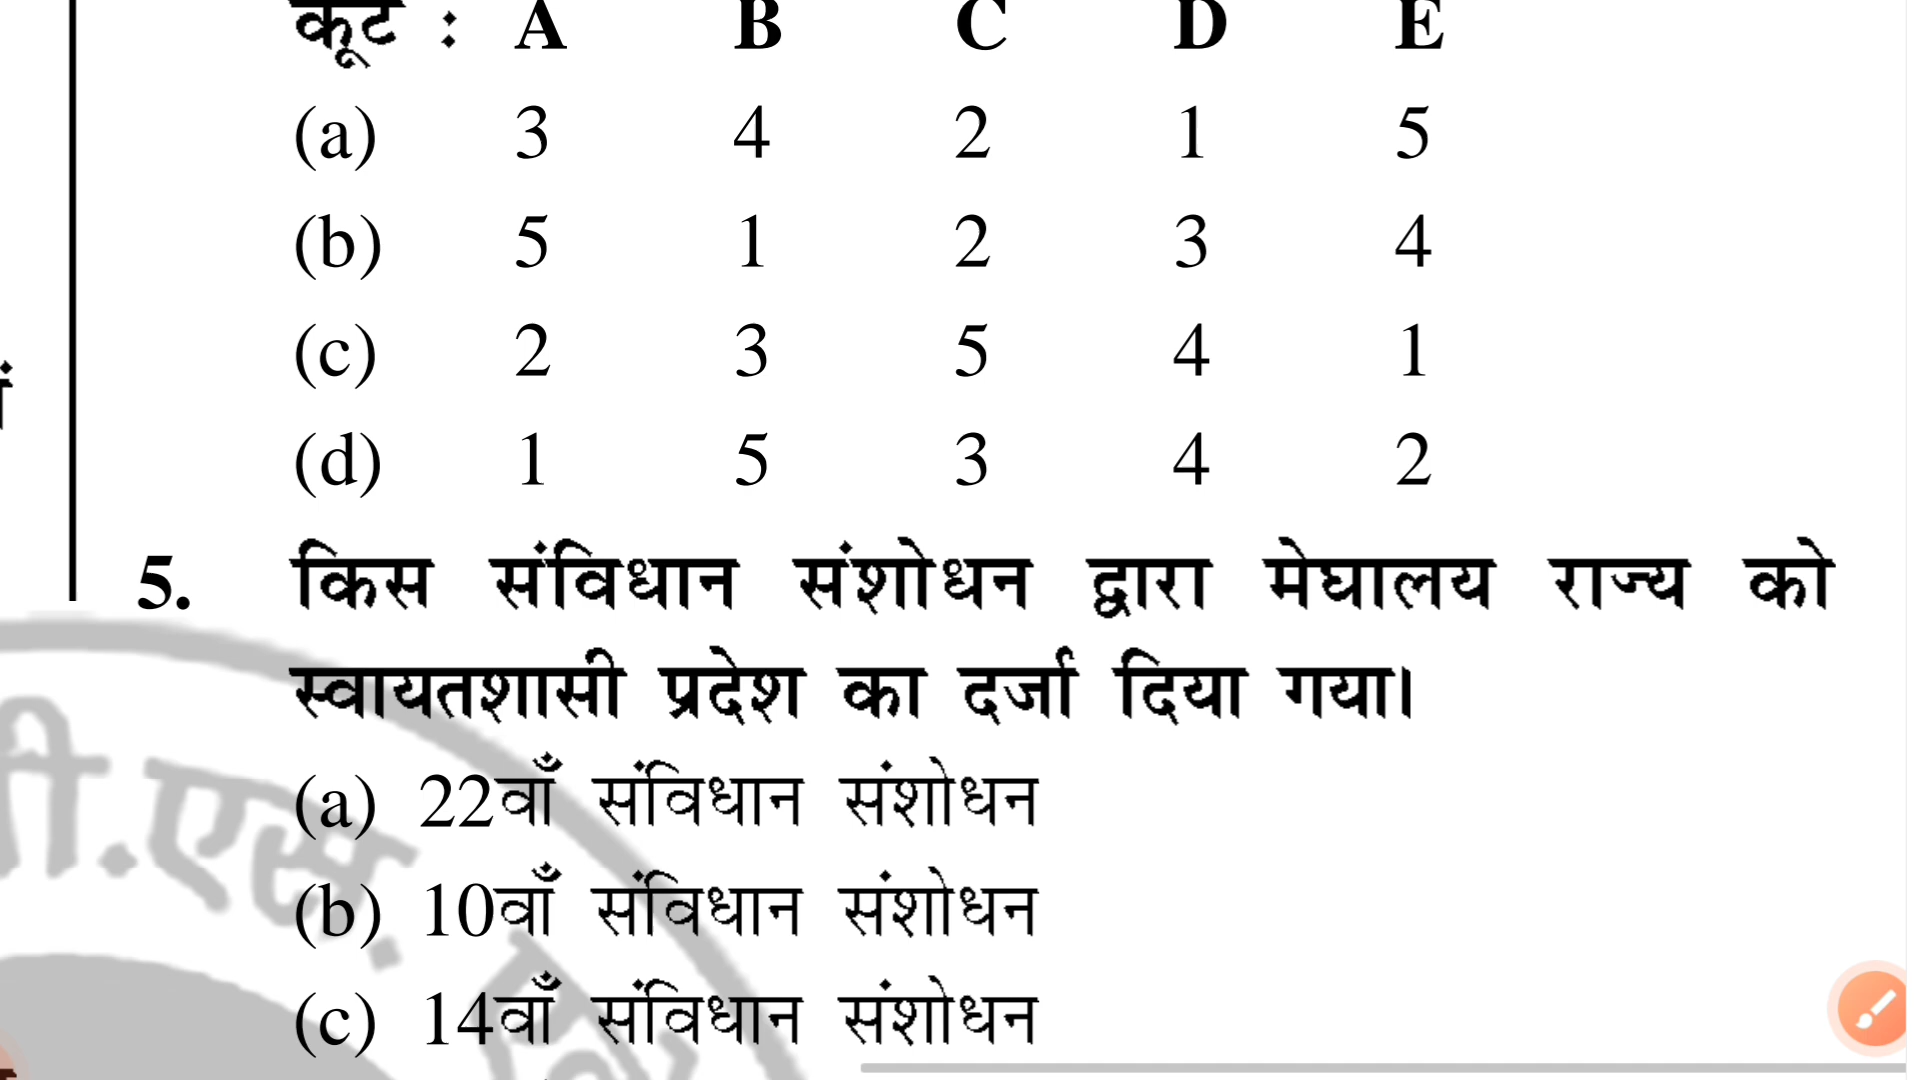 कूट : A B C D E
(a) 3 4 2 1 5
(b) 5 1 2 3 4
(c) 2 3 5 4 1
(d) 1 5 3 4 2
5. किस संविधान संशोधन द्वारा मेघालय राज्य को
स्वायतशासी प्रदेश का दर्जा दिया गया।
(a) 22वाँ संविधान संशोधन
(b) 10वाँ संविधान संशोधन
(c) 14वाँ संविधान संशोधन